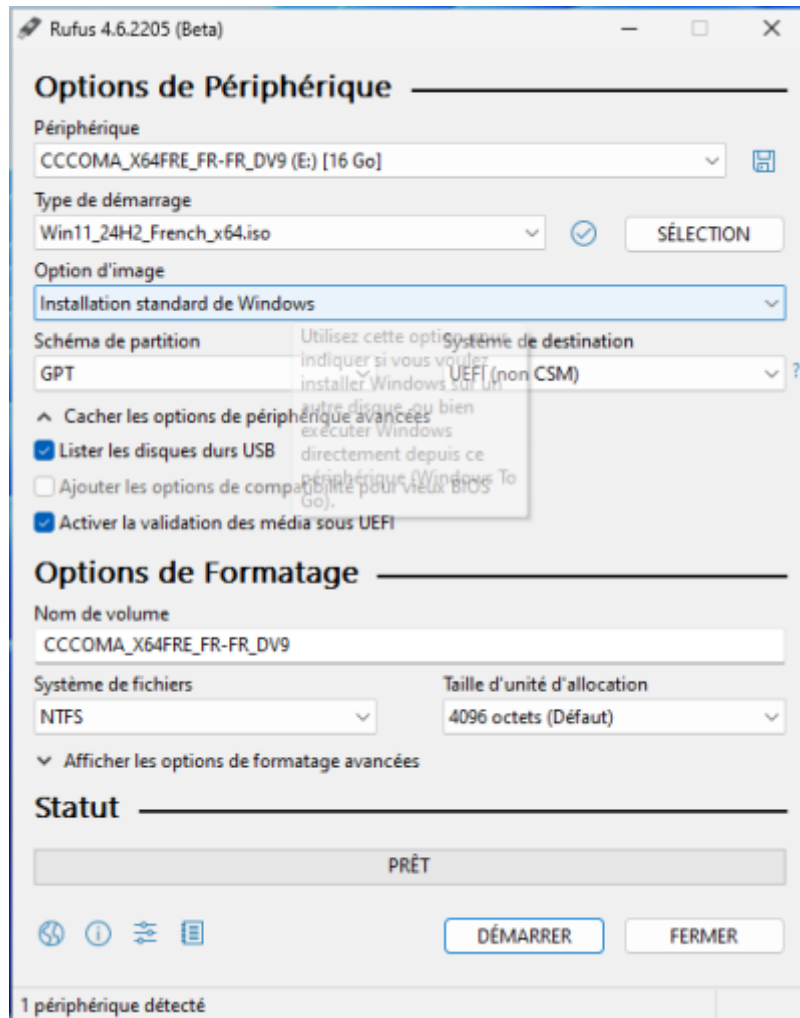 Rufus 4.6.2205 (Beta)
Options de Périphérique
Périphérique
CCCOMA_X64FRE_FR-FR_DV9 (E:) [16 Go]
Type de démarrage
Win11_24H2_French_x64.iso
SÉLECTION
Option d'image
Installation standard de Windows
Schéma de partition
Système de destination
GPT
UEFI (non CSM)
?
Utilisez cette option pour
indiquer si vous voulez
installer Windows sur un
autre disque, ou bien
exécuter Windows
directement depuis ce
périphérique (Windows To
Go).
Cacher les options de périphérique avancées
Lister les disques durs USB
Ajouter les options de compatibilité pour vieux BIOS
Activer la validation des média sous UEFI
Options de Formatage
Nom de volume
CCCOMA_X64FRE_FR-FR_DV9
Système de fichiers
Taille d'unité d'allocation
NTFS
4096 octets (Défaut)
Afficher les options de formatage avancées
Statut
PRÊT
DÉMARRER
FERMER
1 périphérique détecté